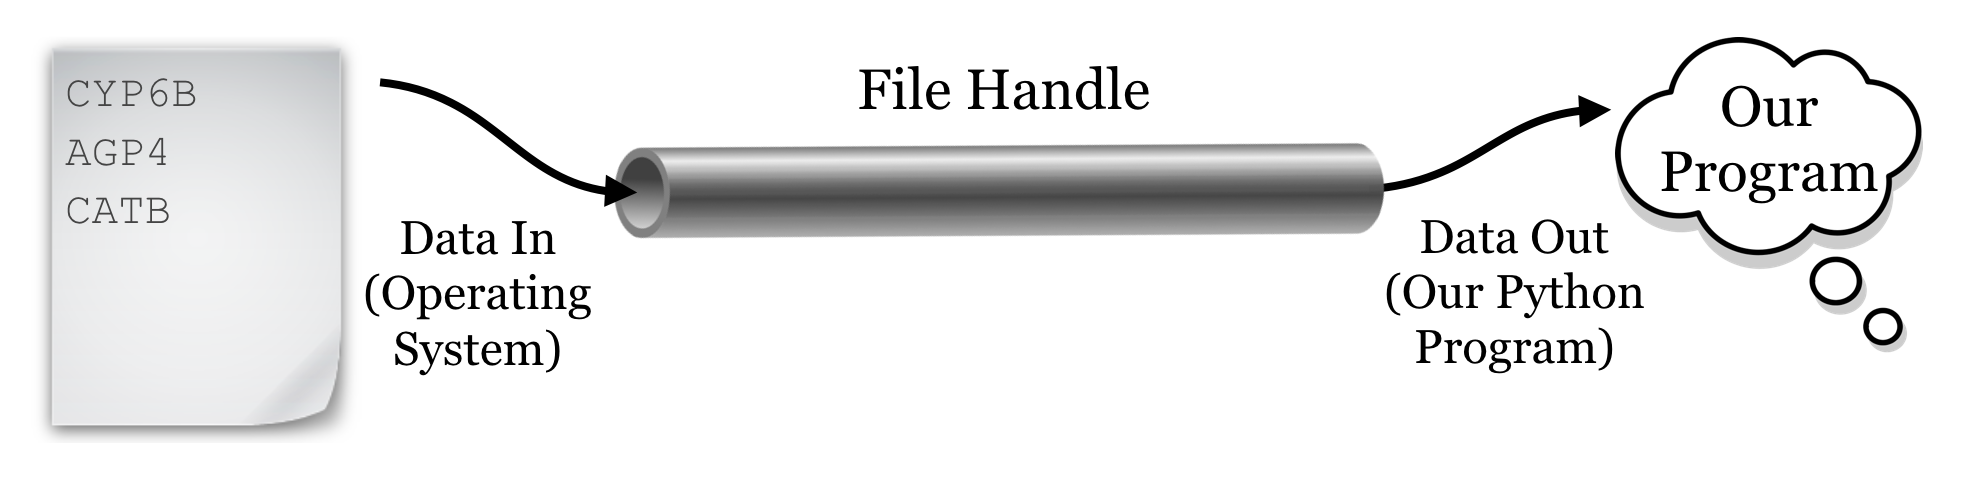 CYP6B
AGP4
CATB
Data In
(Operating
System)
File Handle
Data Out
(Our Python
Program)
Our
Program